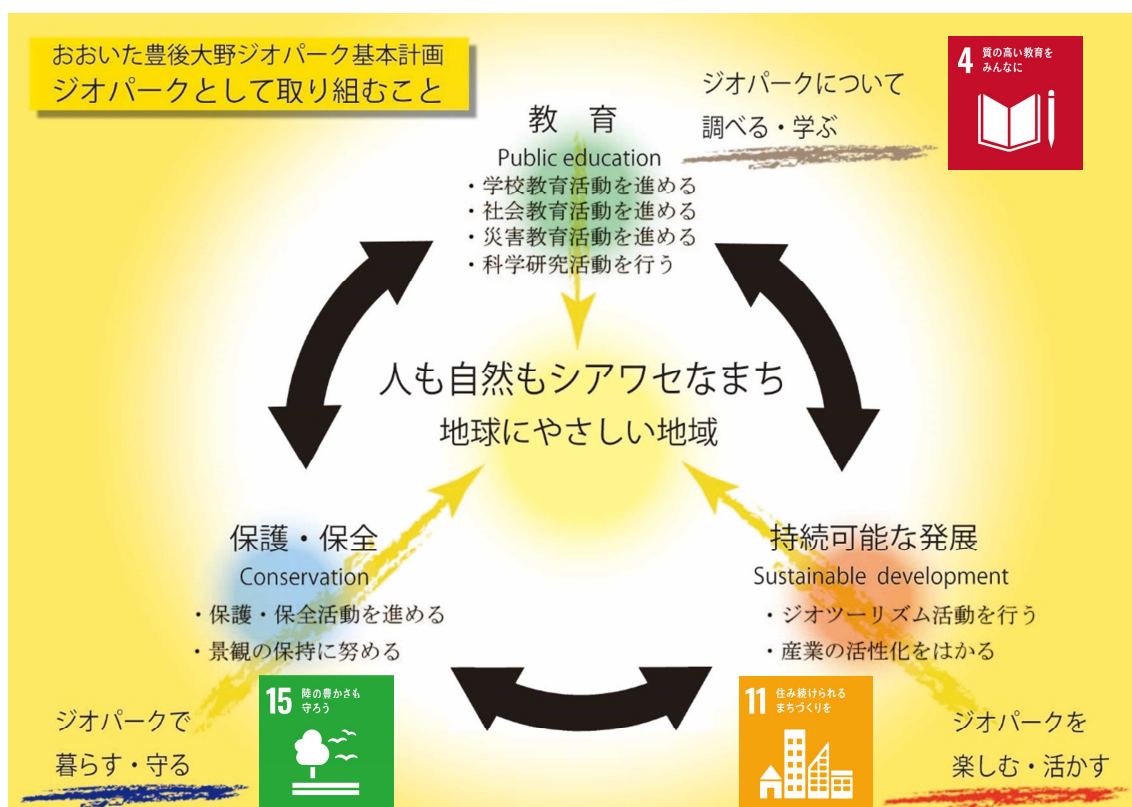 おおいた豊後大野ジオパーク基本計画
ジオパークとして取り組むこと
教　育
Public education
・学校教育活動を進める
・社会教育活動を進める
・災害教育活動を進める
・科学研究活動を行う
ジオパークについて
調べる・学ぶ
4 質の高い教育を
みんなに
人も自然もシアワセなまち
地球にやさしい地域
保護・保全
Conservation
・保護・保全活動を進める
・景観の保持に努める
ジオパークで
暮らす・守る
15 陸の豊かさも
守ろう
持続可能な発展
Sustainable development
・ジオツーリズム活動を行う
・産業の活性化をはかる
11 住み続けられる
まちづくりを
ジオパークを
楽しむ・活かす